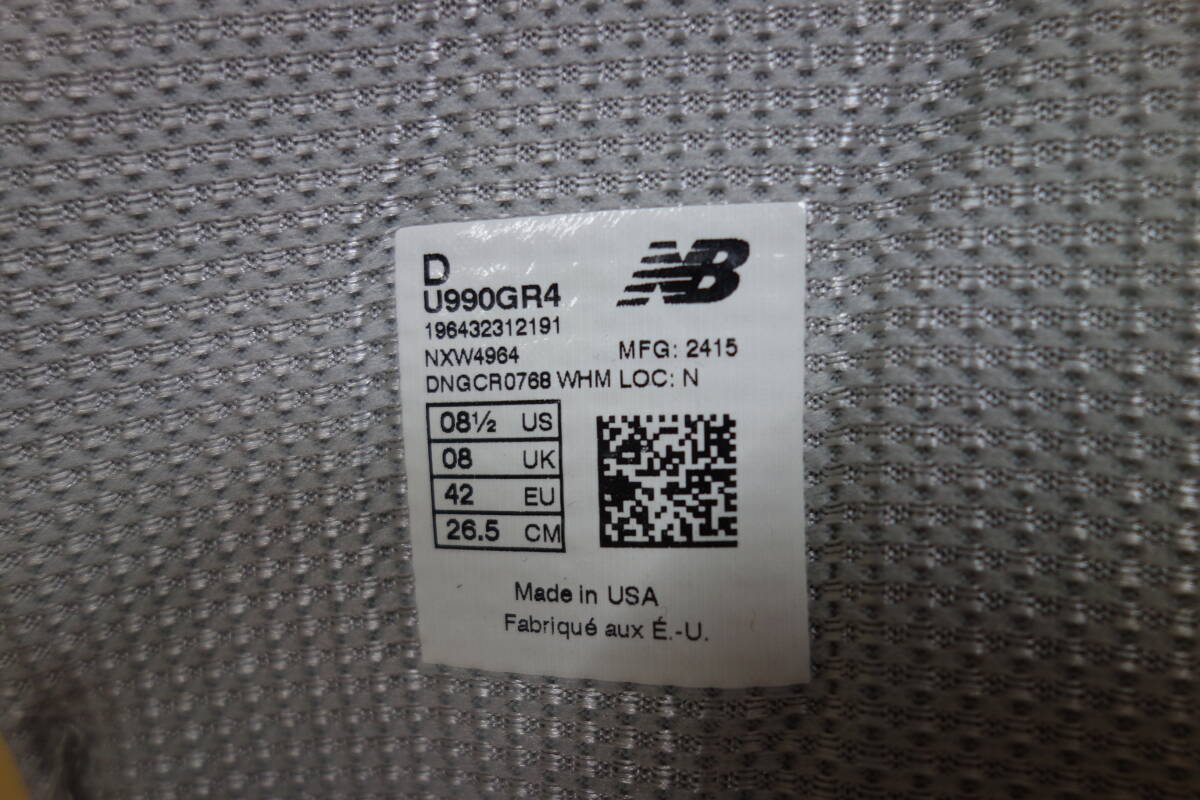 D
NB
U990GR4
196432312191
NXW4964 MFG: 2415
DNGCR0768 WHM LOC: N
08½ US
08 UK
42 EU
26.5 CM
Made in USA
Fabriqué aux É.-U.